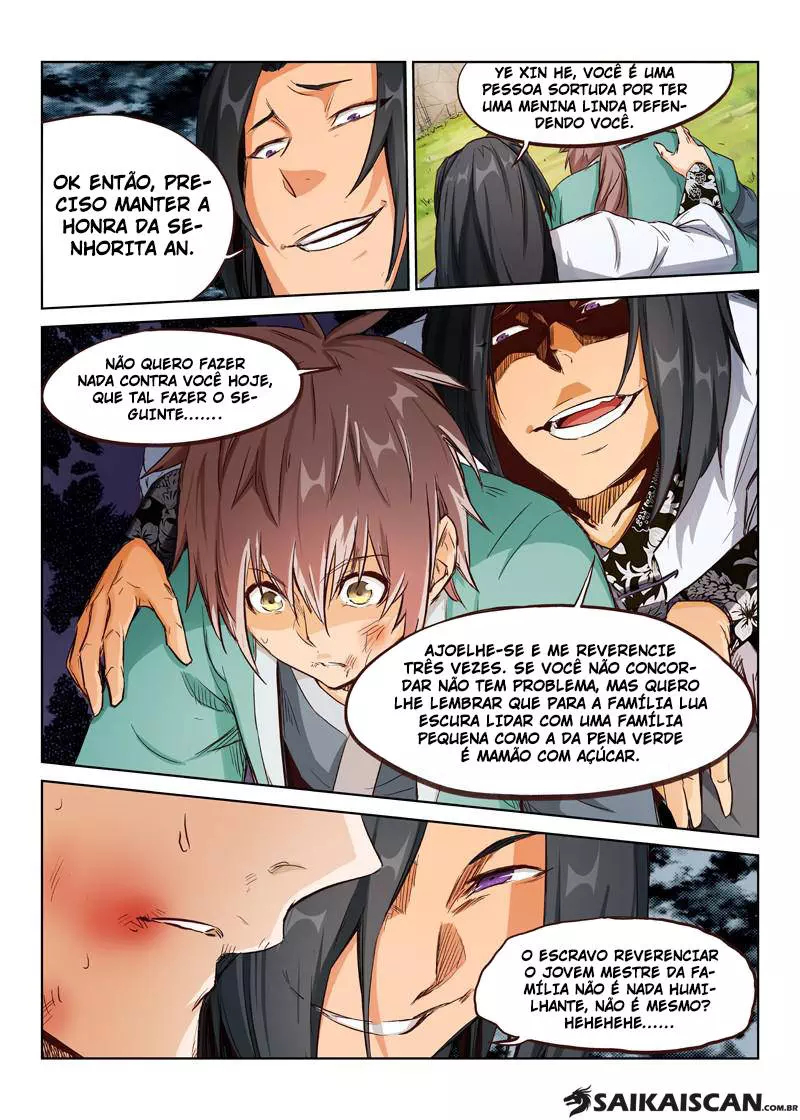 OK ENTÃO, PRE-
CISO MANTER A
HONRA DA SE-
NHORITA AN.
YE XIN HE, VOCÊ É UMA
PESSOA SORTUDA POR TER
UMA MENINA LINDA DEFEN-
DENDO VOCÊ.
NÃO QUERO FAZER
NADA CONTRA VOCÊ HOJE,
QUE TAL FAZER O SE-
GUINTE.......
AJOELHE-SE E ME REVERENCIE
TRÊS VEZES. SE VOCÊ NÃO CONCOR-
DAR NÃO TEM PROBLEMA, MAS QUERO
LHE LEMBRAR QUE PARA A FAMÍLIA LUA
ESCURA LIDAR COM UMA FAMÍLIA
PEQUENA COMO A DA PENA VERDE
É MAMÃO COM AÇÚCAR.
O ESCRAVO REVERENCIAR
O JOVEM MESTRE DA FA-
MÍLIA NÃO É NADA HUMI-
LHANTE, NÃO É MESMO?
HEHEHEHE......
SAIKAISCAN.COM.BR